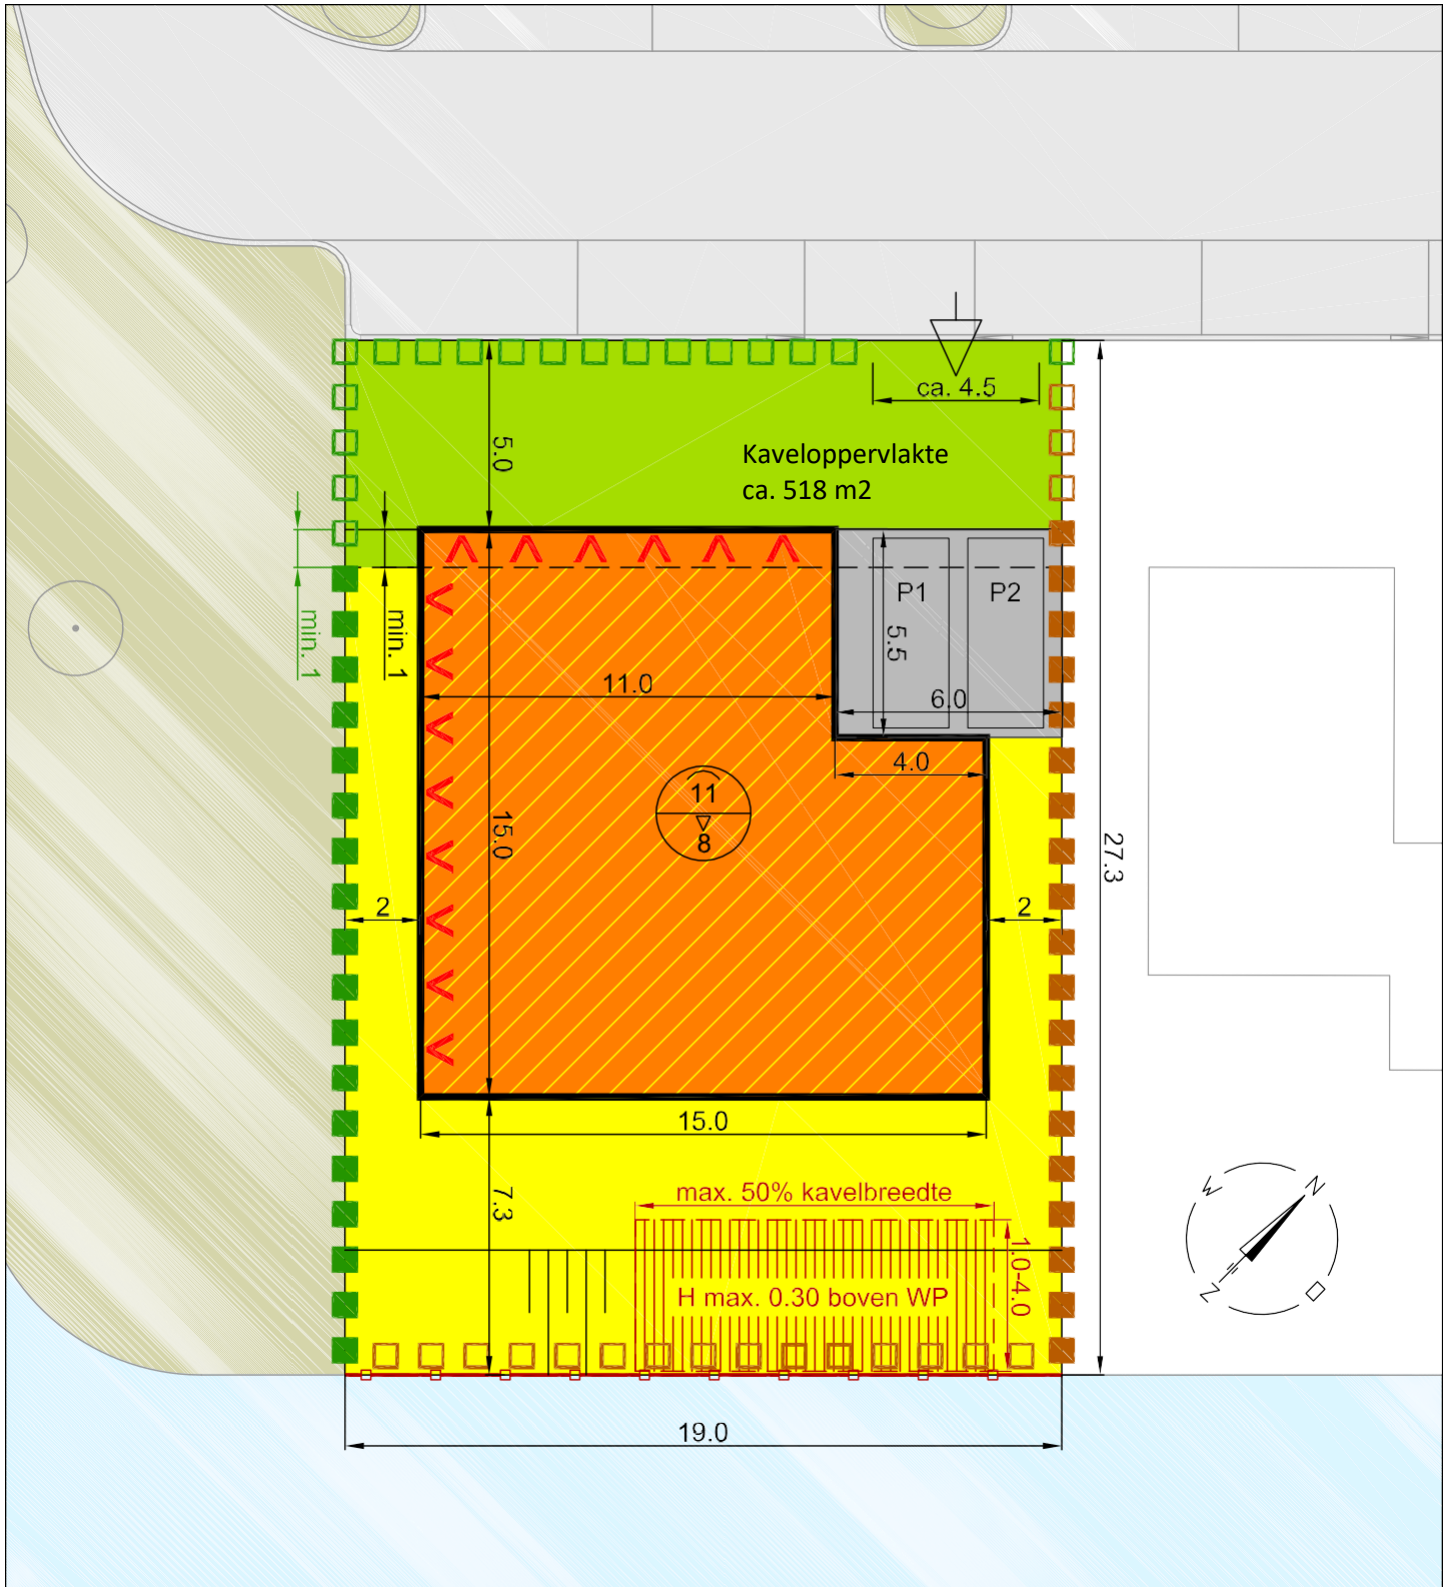 ca. 4.5
5.0
Kaveloppervlakte
ca. 518 m2
min. 1
min. 1
P1
P2
5.5
11.0
6.0
4.0
11
8
15.0
27.3
2
2
15.0
7.3
max. 50% kavelbreedte
1.0-4.0
H max. 0.30 boven WP
W
N
Z
O
19.0